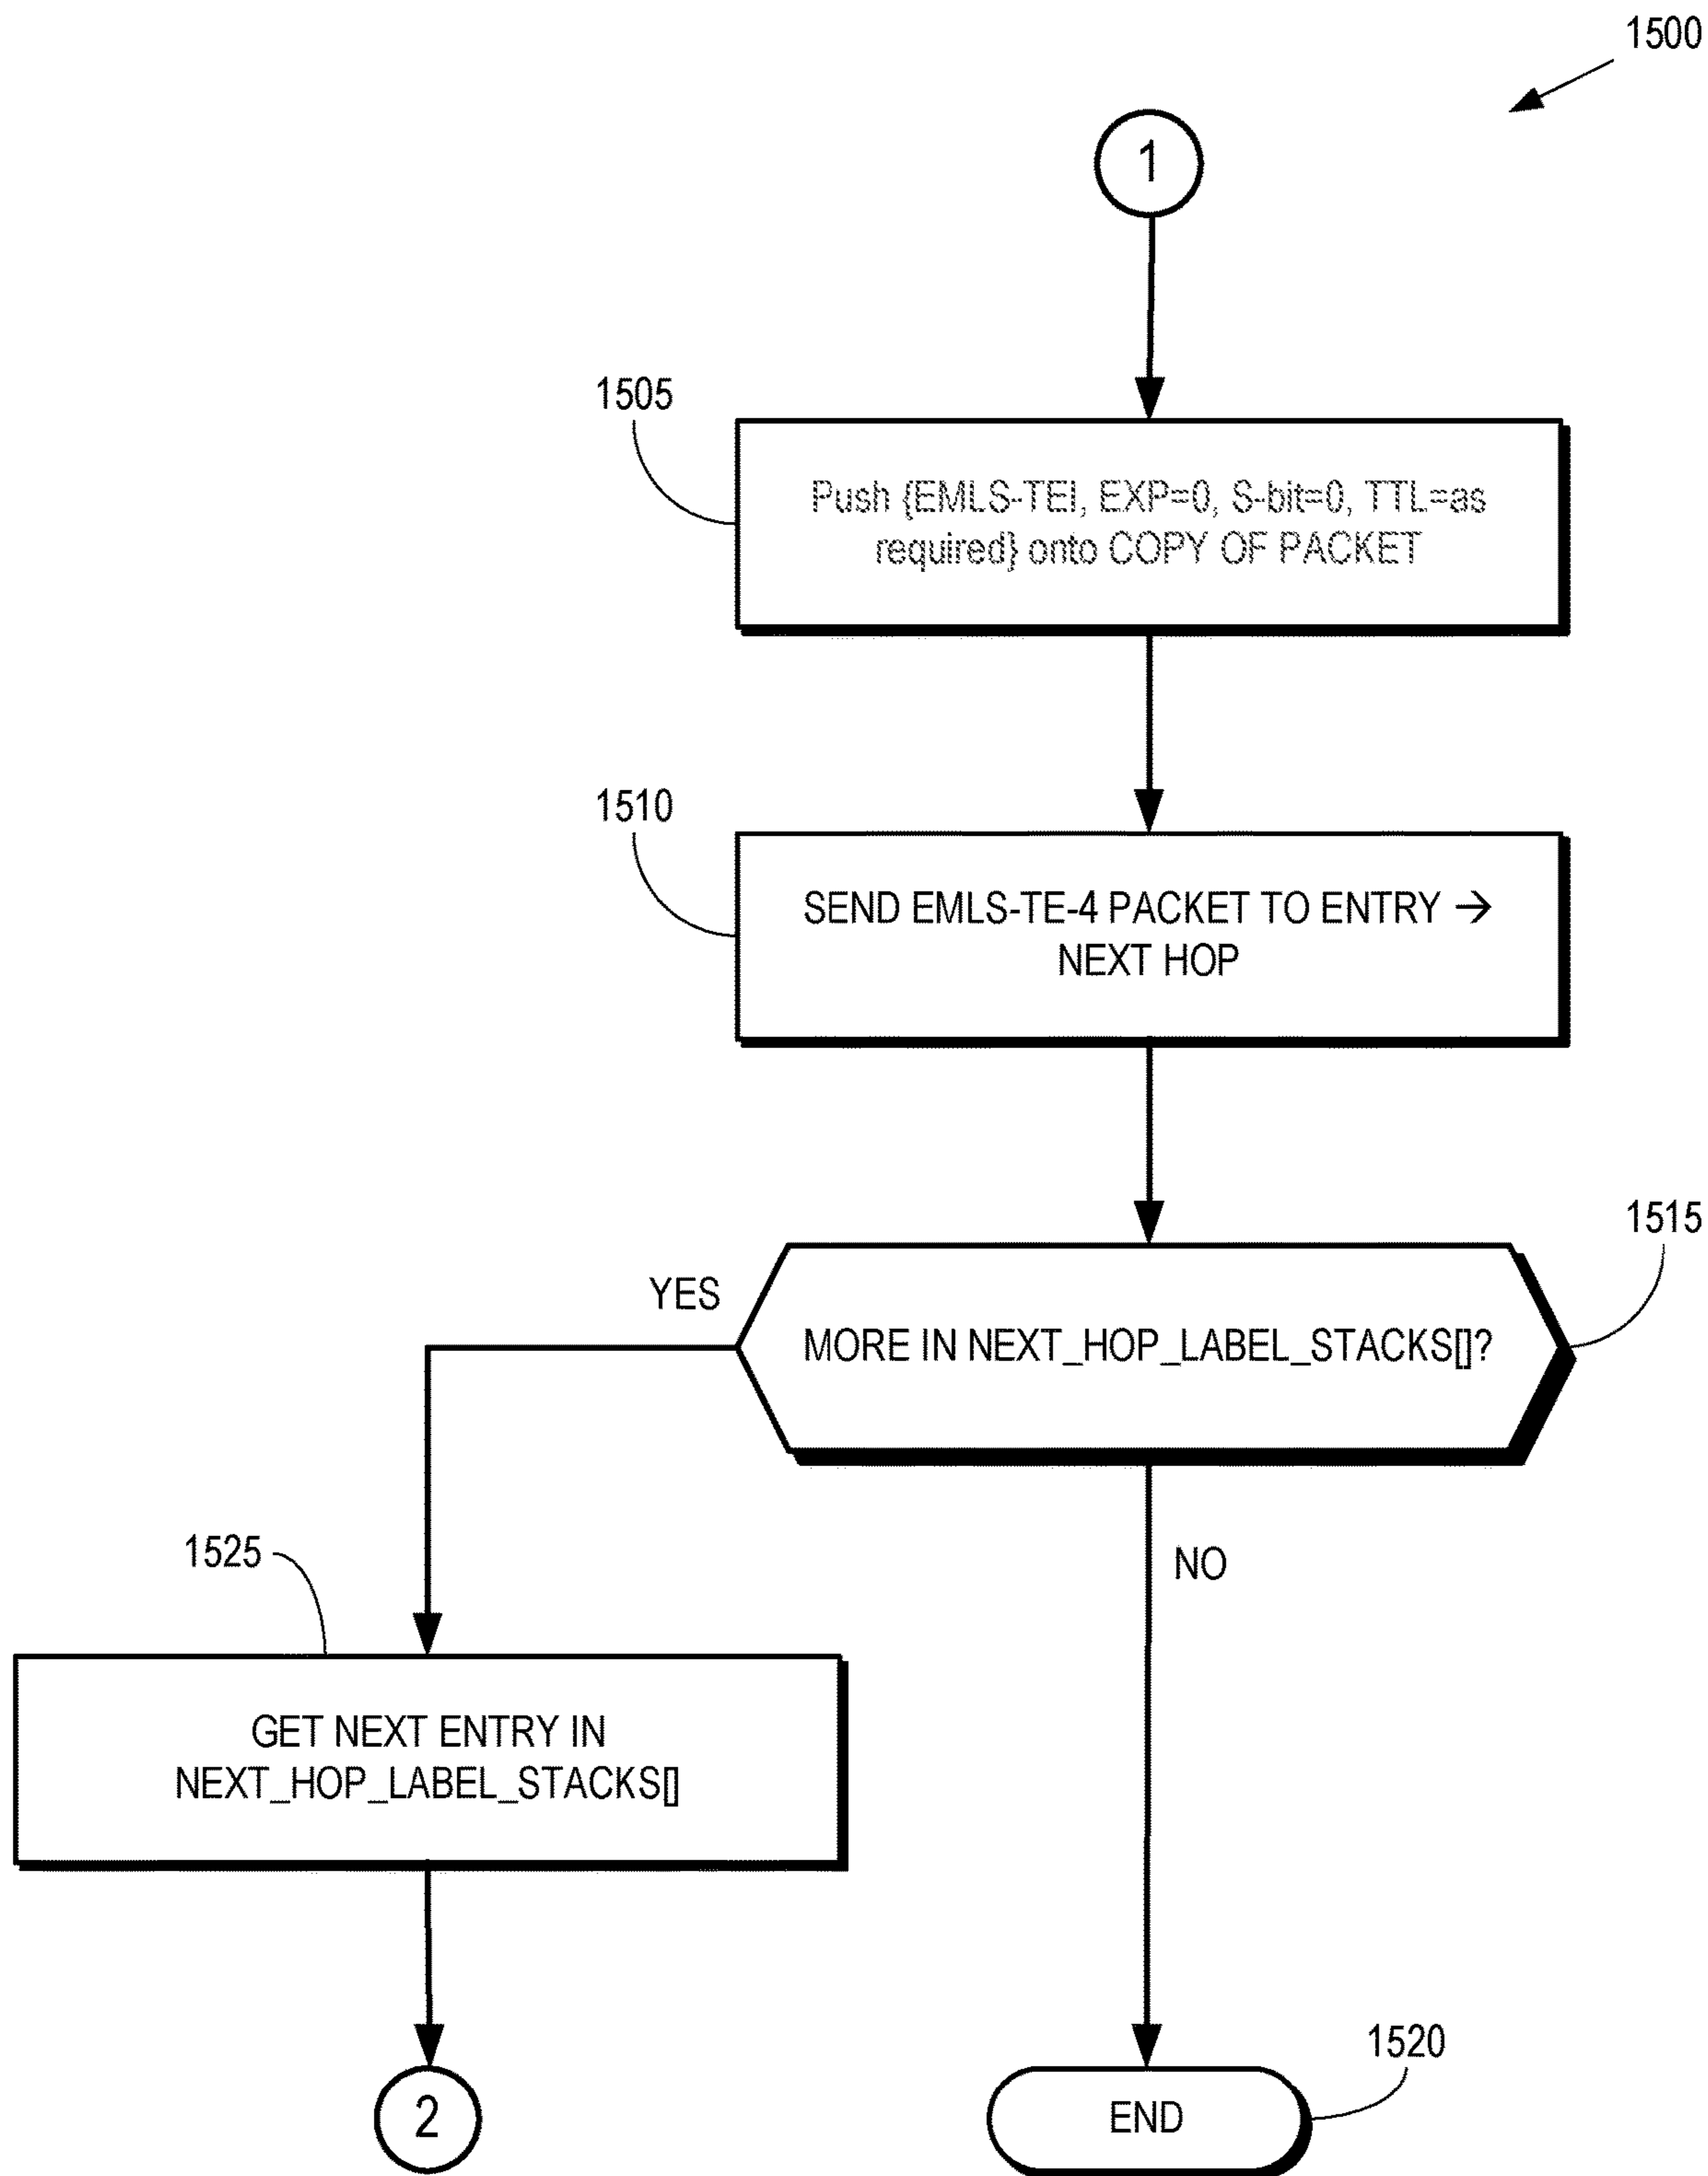 1500
1
1505
Push {EMLS-TEI, EXP=0, S-bit=0, TTL=as
required} onto COPY OF PACKET
1510
SEND EMLS-TE-4 PACKET TO ENTRY →
NEXT HOP
1515
YES
MORE IN NEXT_HOP_LABEL_STACKS[]?
1525
NO
GET NEXT ENTRY IN
NEXT_HOP_LABEL_STACKS[]
1520
2
END